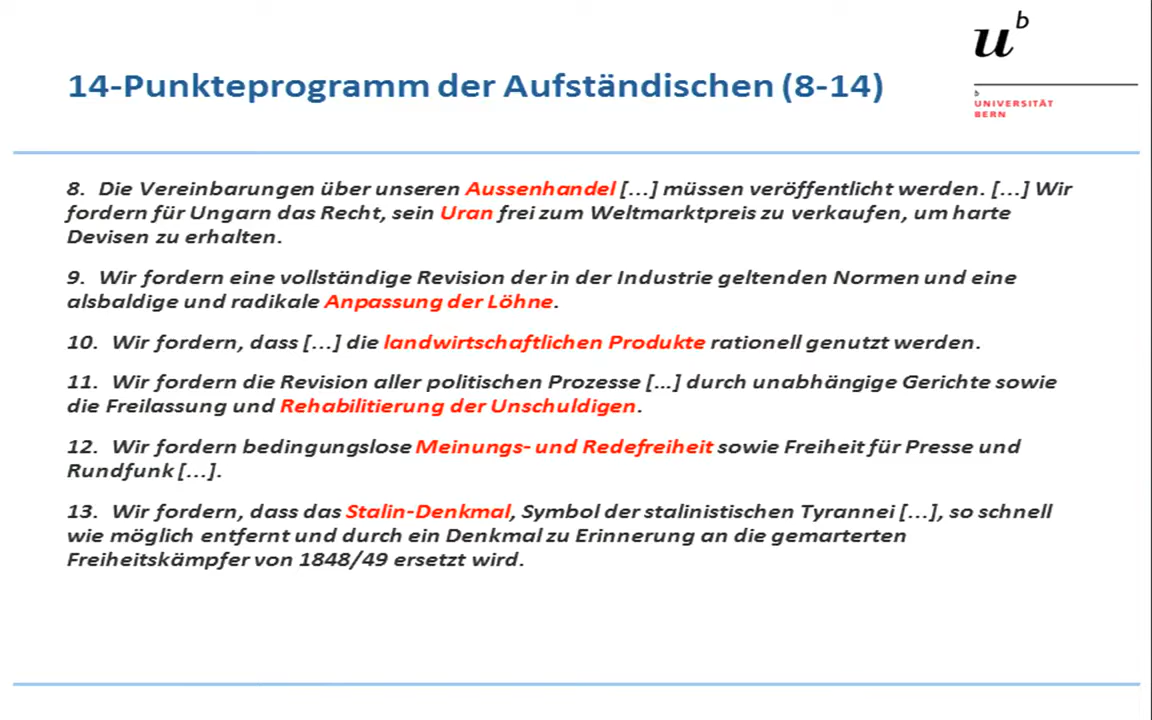 u^b
14-Punkteprogramm der Aufständischen (8-14)
b
UNIVERSITÄT
BERN
8. Die Vereinbarungen über unseren Aussenhandel [...] müssen veröffentlicht werden. [...] Wir
fordern für Ungarn das Recht, sein Uran frei zum Weltmarktpreis zu verkaufen, um harte
Devisen zu erhalten.
9. Wir fordern eine vollständige Revision der in der Industrie geltenden Normen und eine
alsbaldige und radikale Anpassung der Löhne.
10. Wir fordern, dass [...] die landwirtschaftlichen Produkte rationell genutzt werden.
11. Wir fordern die Revision aller politischen Prozesse [...] durch unabhängige Gerichte sowie
die Freilassung und Rehabilitierung der Unschuldigen.
12. Wir fordern bedingungslose Meinungs- und Redefreiheit sowie Freiheit für Presse und
Rundfunk [...].
13. Wir fordern, dass das Stalin-Denkmal, Symbol der stalinistischen Tyrannei [...], so schnell
wie möglich entfernt und durch ein Denkmal zu Erinnerung an die gemarterten
Freiheitskämpfer von 1848/49 ersetzt wird.